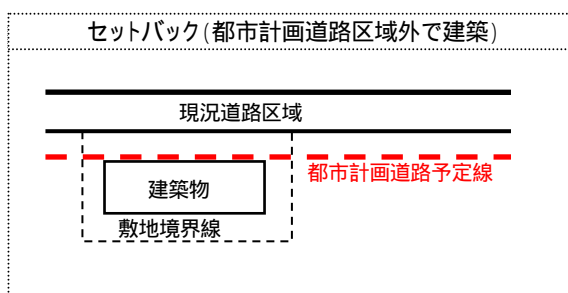 セットバック(都市計画道路区域外で建築)
現況道路区域
都市計画道路予定線
建築物
敷地境界線